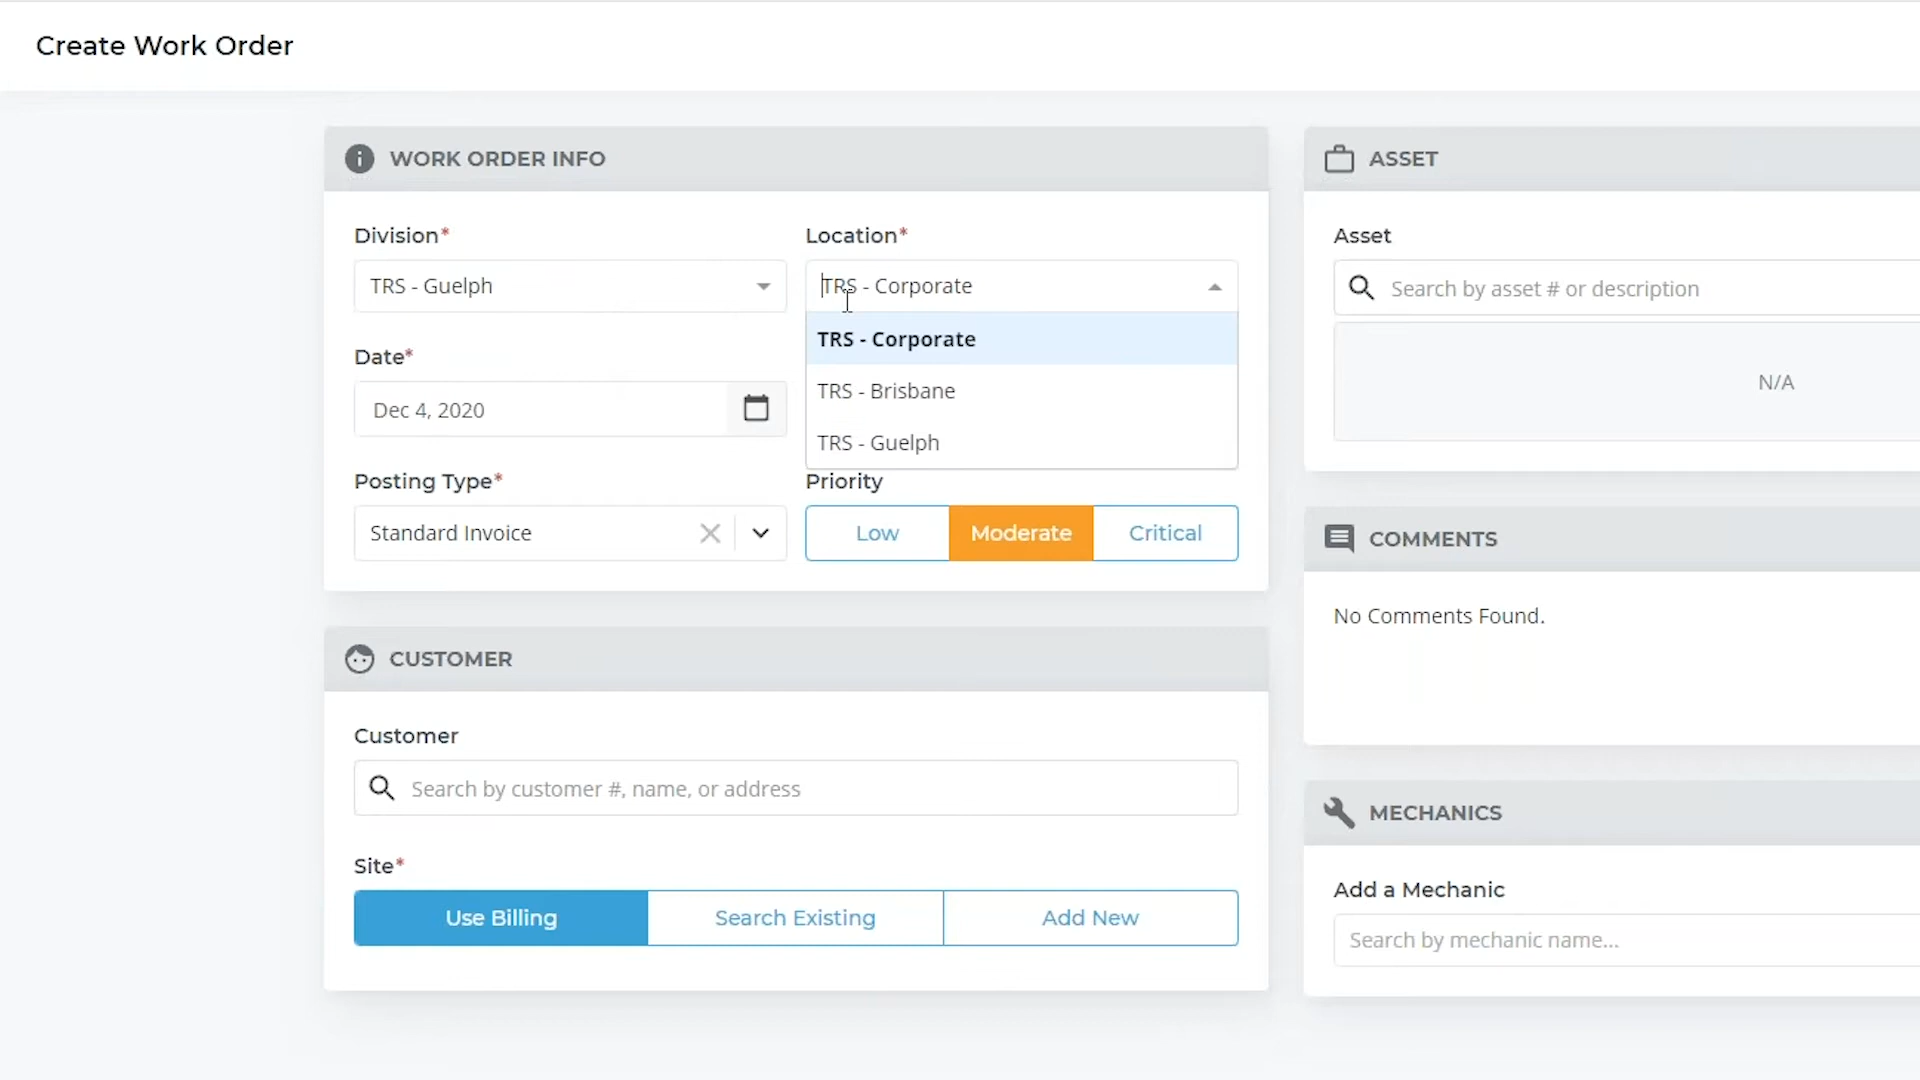 Create Work Order
WORK ORDER INFO
Division*
TRS - Guelph
Location*
TRS - Corporate
TRS - Corporate
TRS - Brisbane
TRS - Guelph
Date*
Dec 4, 2020
Posting Type*
Standard Invoice
Priority
Low
Moderate
Critical
CUSTOMER
Customer
Search by customer #, name, or address
Site*
Use Billing
Search Existing
Add New
ASSET
Asset
Search by asset # or description
N/A
COMMENTS
No Comments Found.
MECHANICS
Add a Mechanic
Search by mechanic name...